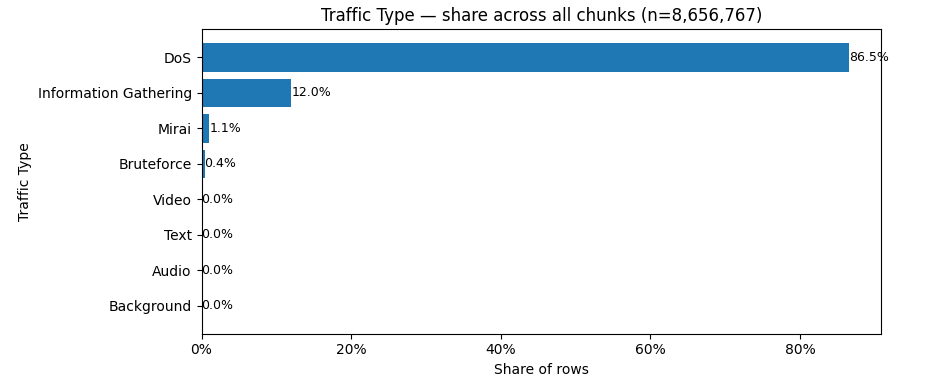 Traffic Type — share across all chunks (n=8,656,767)
Traffic Type
DoS 86.5%
Information Gathering 12.0%
Mirai 1.1%
Bruteforce 0.4%
Video 0.0%
Text 0.0%
Audio 0.0%
Background 0.0%
0% 20% 40% 60% 80%
Share of rows